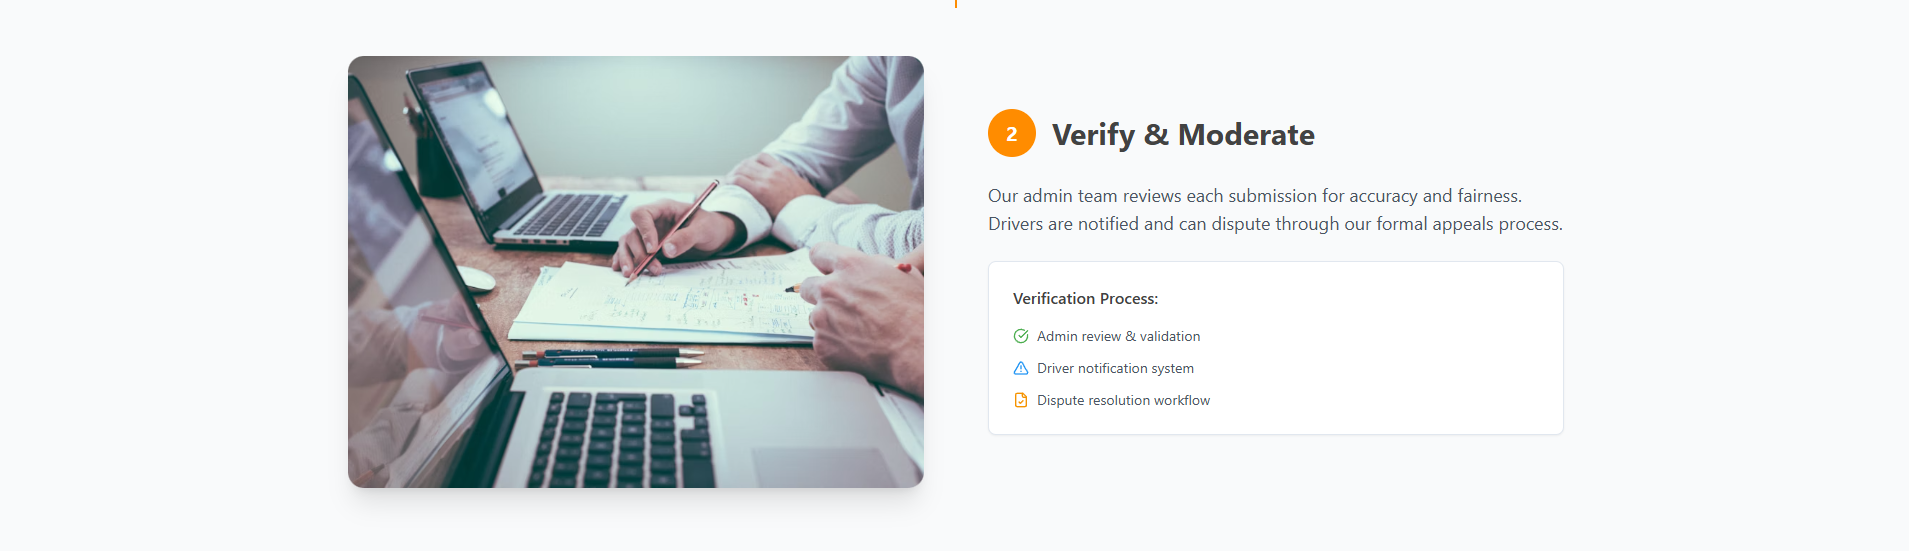 2
Verify & Moderate
Our admin team reviews each submission for accuracy and fairness.
Drivers are notified and can dispute through our formal appeals process.
Verification Process:
Admin review & validation
Driver notification system
Dispute resolution workflow